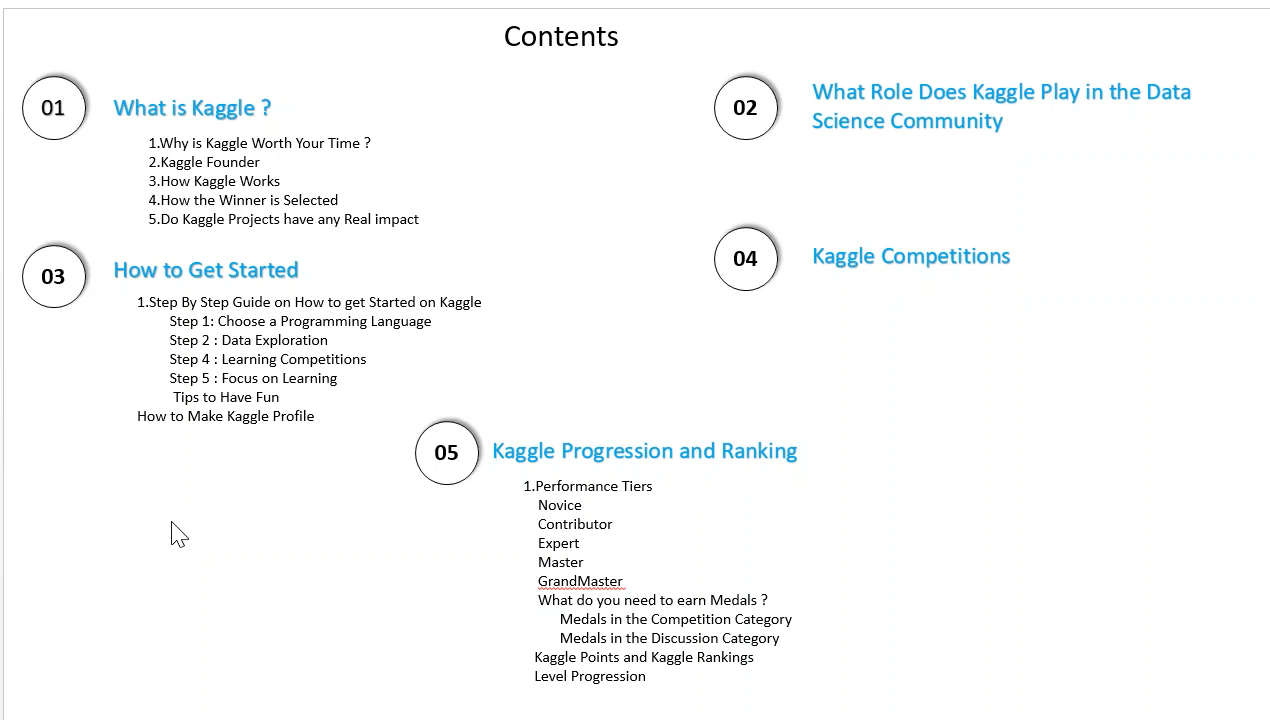 Contents
01
What is Kaggle ?
1.Why is Kaggle Worth Your Time ?
2.Kaggle Founder
3.How Kaggle Works
4.How the Winner is Selected
5.Do Kaggle Projects have any Real impact
02
What Role Does Kaggle Play in the Data
Science Community
03
How to Get Started
1.Step By Step Guide on How to get Started on Kaggle
Step 1: Choose a Programming Language
Step 2 : Data Exploration
Step 4 : Learning Competitions
Step 5 : Focus on Learning
Tips to Have Fun
How to Make Kaggle Profile
04
Kaggle Competitions
05
Kaggle Progression and Ranking
1.Performance Tiers
Novice
Contributor
Expert
Master
GrandMaster
What do you need to earn Medals ?
Medals in the Competition Category
Medals in the Discussion Category
Kaggle Points and Kaggle Rankings
Level Progression